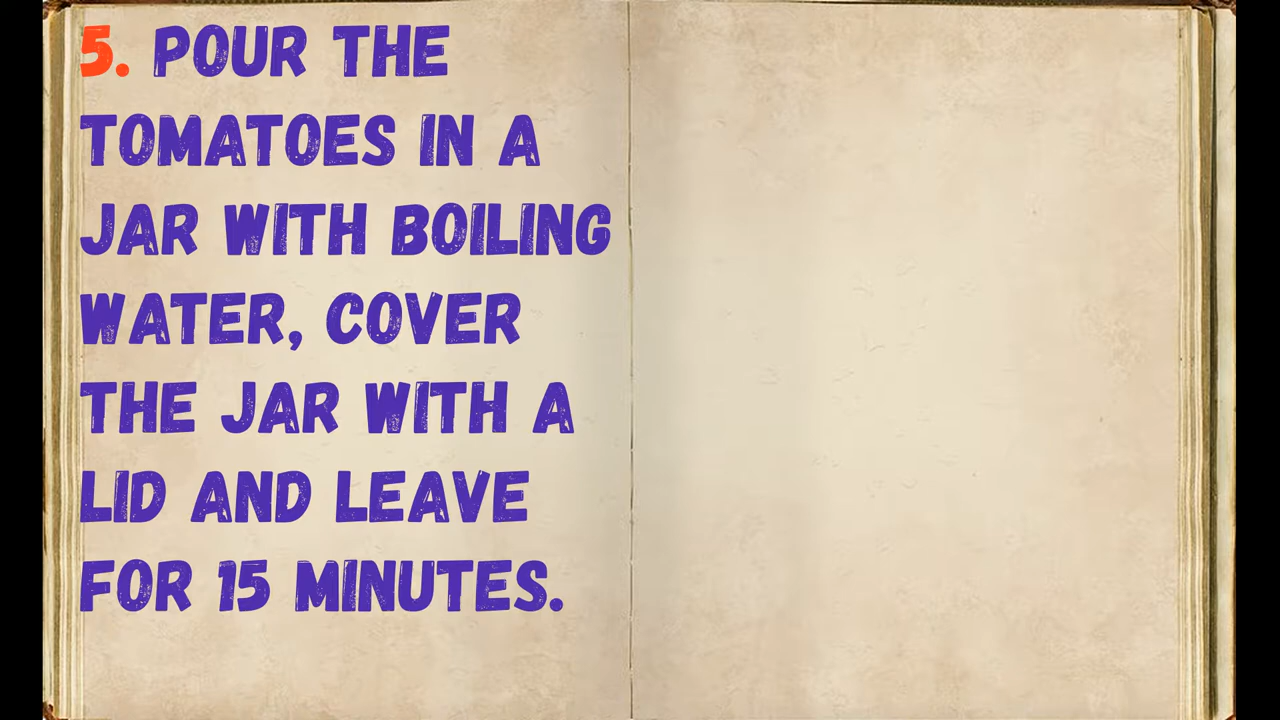 5. POUR THE
TOMATOES IN A
JAR WITH BOILING
WATER, COVER
THE JAR WITH A
LID AND LEAVE
FOR 15 MINUTES.